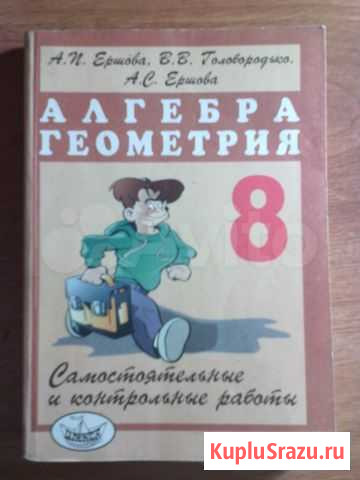 А.П. Ершова, В.В. Голобородько,
А.С. Ершова
АЛГЕБРА
ГЕОМЕТРИЯ
8
Самостоятельные
и контрольные работы
KupluSrazu.ru